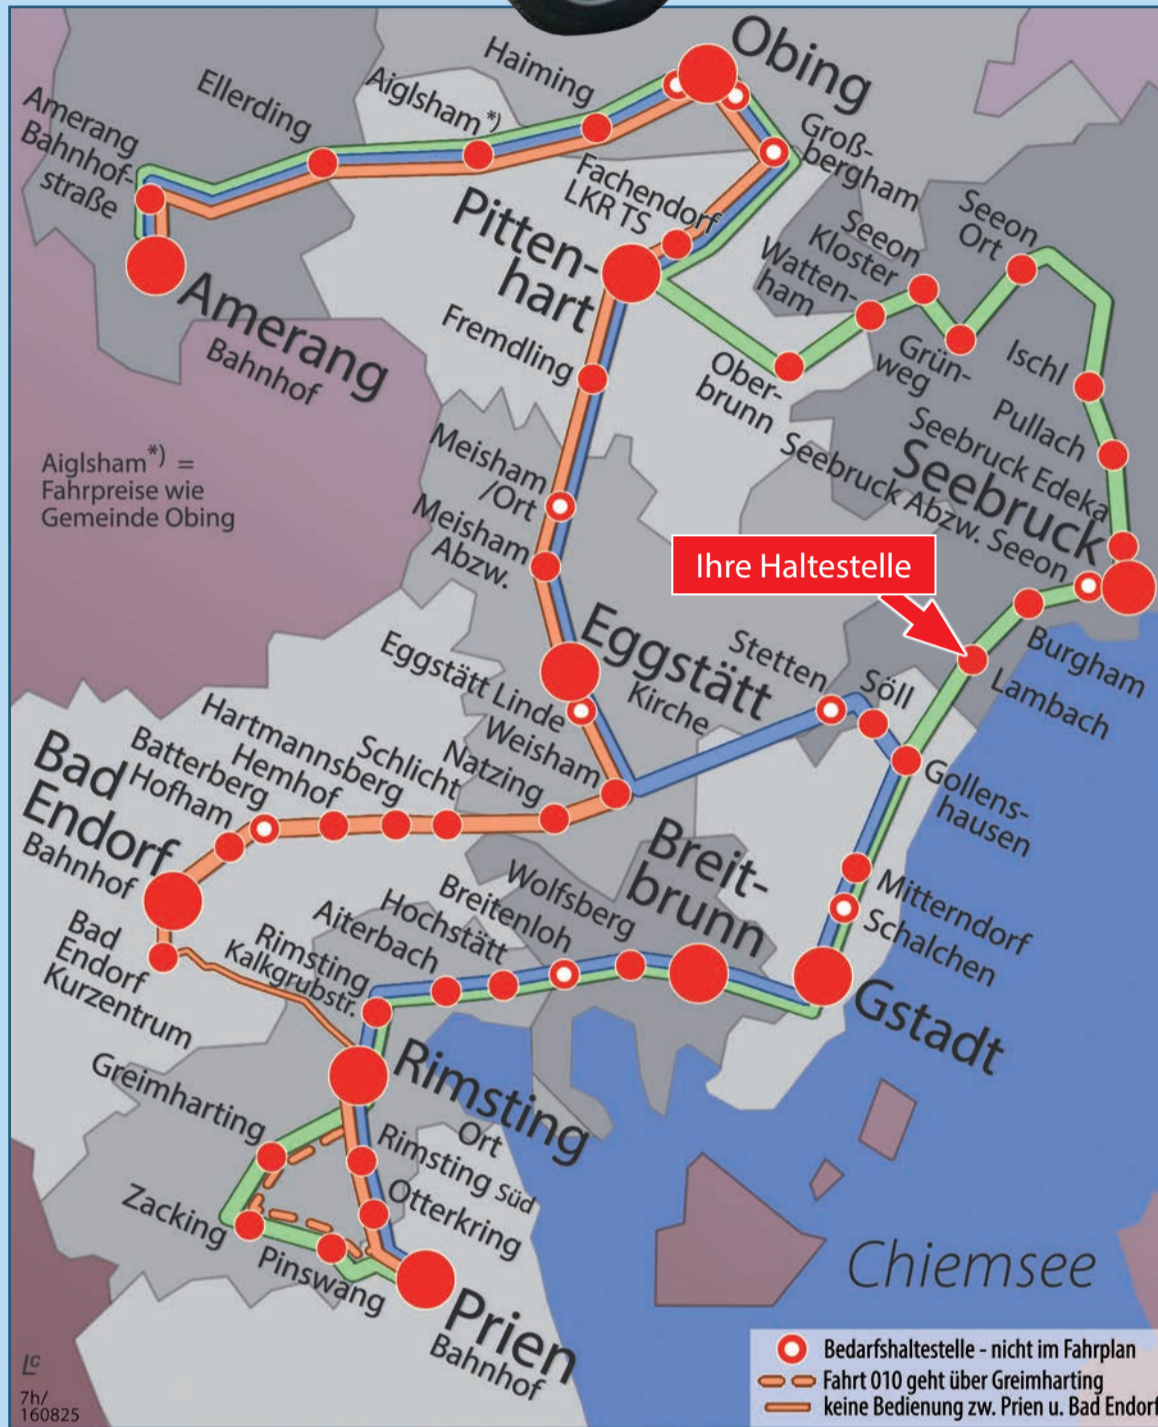 Obing
Haiming
Aiglsham*)
Ellerding
Amerang
Bahnhof-
straße
Groß-
bergham
Fachendorf
LKR TS
Pitten-
hart
Seeon
Ort
Seeon
Kloster
Watten-
ham
Amerang
Bahnhof
Fremdling
Ober-
brunn
Grün-
weg
Ischl
Pullach
Seebruck Edeka
Seebruck
Seebruck Abzw. Seeon
Aiglsham*) =
Fahrpreise wie
Gemeinde Obing
Meisham
/Ort
Meisham
Abzw.
Ihre Haltestelle
Burgham
Lambach
Eggstätt
Kirche
Stetten
Söll
Eggstätt Linde
Weisham
Gollens-
hausen
Natzing
Schlicht
Hartmannsberg
Hemhof
Batterberg
Hofham
Bad
Endorf
Bahnhof
Breit-
brunn
Mitterndorf
Schalchen
Wolfsberg
Breitenloh
Hochstätt
Aiterbach
Rimsting
Kalkgrubstr.
Bad
Endorf
Kurzentrum
Gstadt
Rimsting
Ort
Greimharting
Rimsting Süd
Otterkring
Zacking
Pinswang
Prien
Bahnhof
Chiemsee
Bedarfshaltestelle - nicht im Fahrplan
Fahrt 010 geht über Greimharting
keine Bedienung zw. Prien u. Bad Endorf
LC
7h/
160825